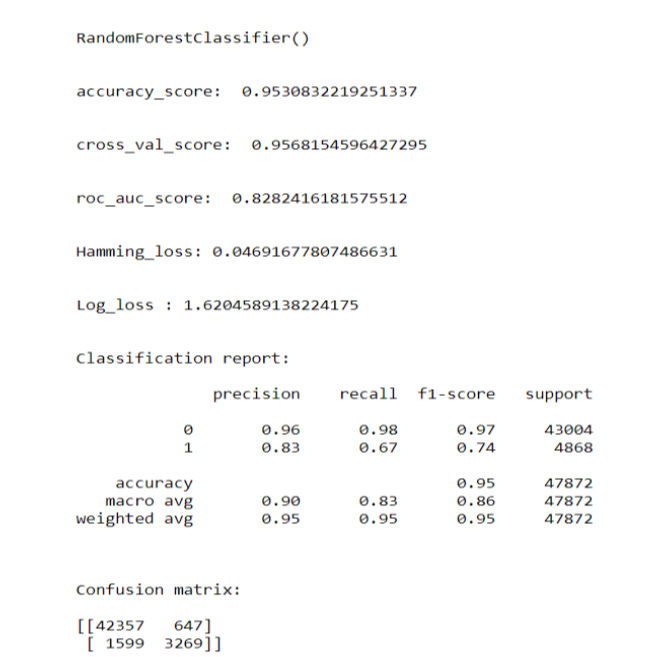 RandomForestClassifier()
accuracy_score: 0.9530832219251337
cross_val_score: 0.9568154596427295
roc_auc_score: 0.8282416181575512
Hamming_loss: 0.04691677807486631
Log_loss : 1.6204589138224175
Classification report:
precision recall f1-score support
0 0.96 0.98 0.97 43004
1 0.83 0.67 0.74 4868
accuracy 0.95 47872
macro avg 0.90 0.83 0.86 47872
weighted avg 0.95 0.95 0.95 47872
Confusion matrix:
[[42357 647]
[ 1599 3269]]